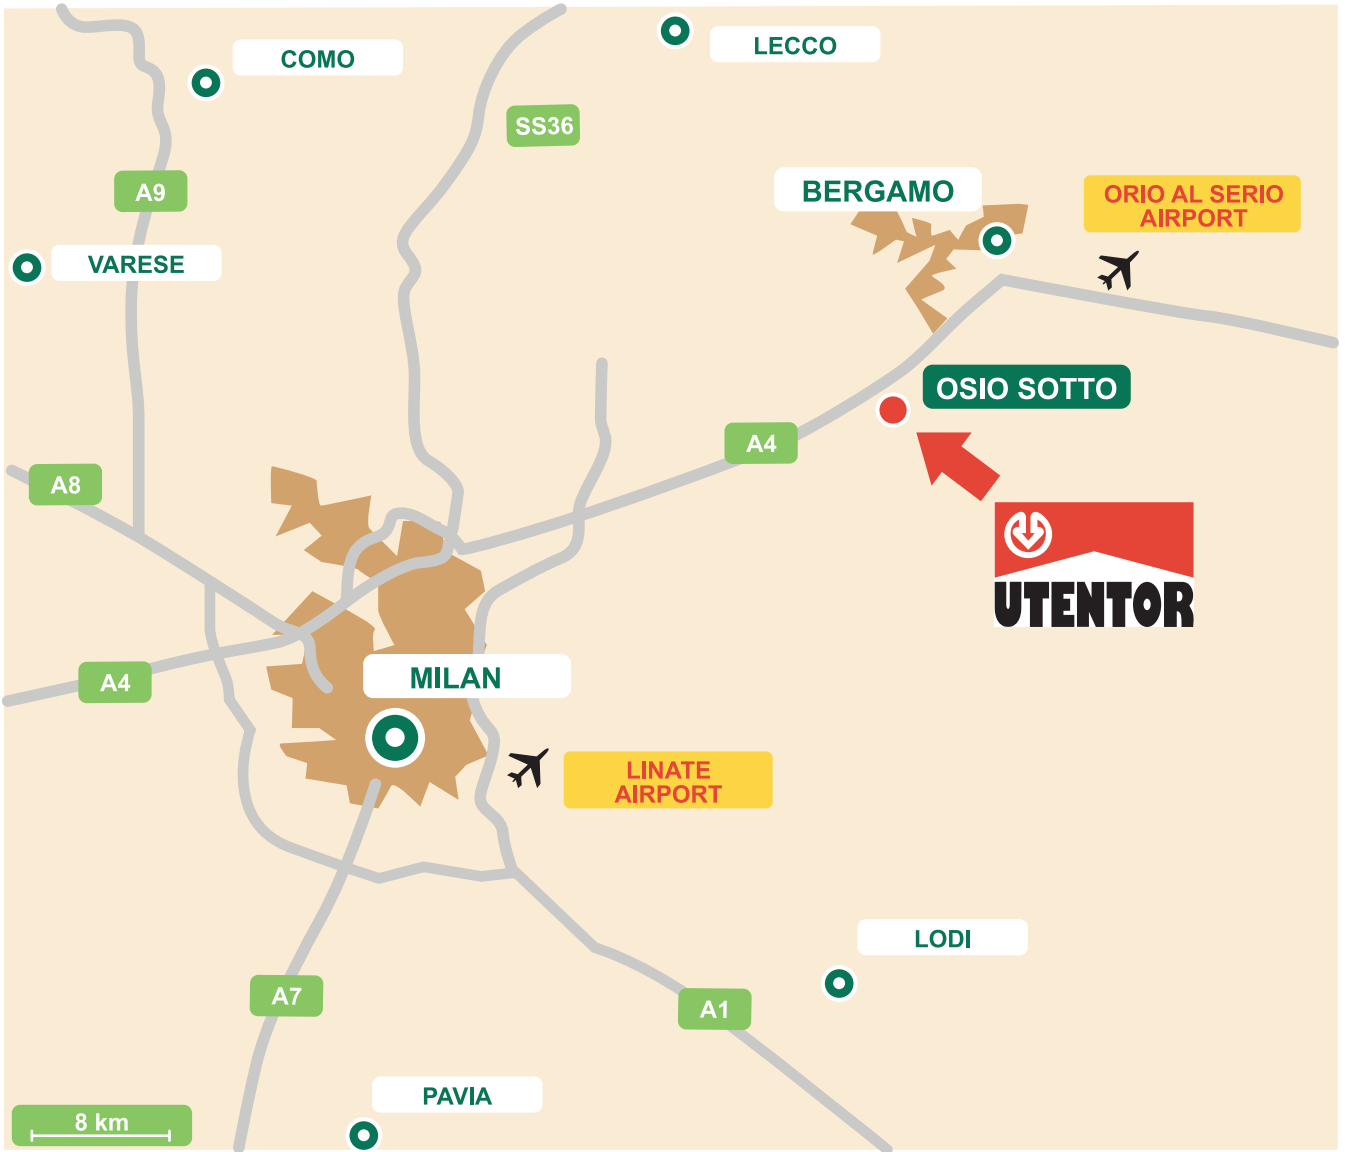 LECCO
COMO
SS36
A9
BERGAMO
ORIO AL SERIO
AIRPORT
VARESE
OSIO SOTTO
A4
A8
UTENTOR
MILAN
A4
LINATE
AIRPORT
LODI
A7
A1
PAVIA
8 km